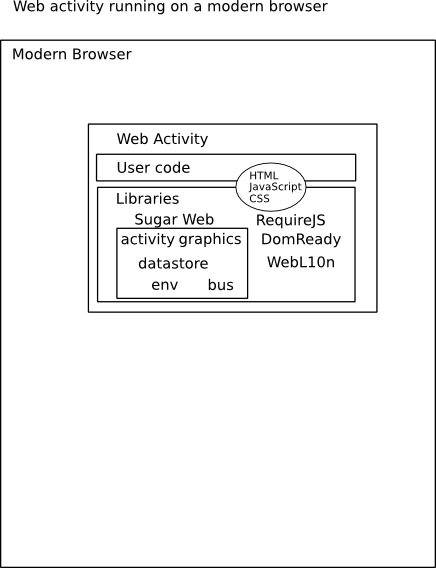 Web activity running on a modern browser
Modern Browser
Web Activity
User code
HTML
JavaScript
CSS
Libraries
Sugar Web
RequireJS
activity graphics
DomReady
datastore
WebL10n
env bus